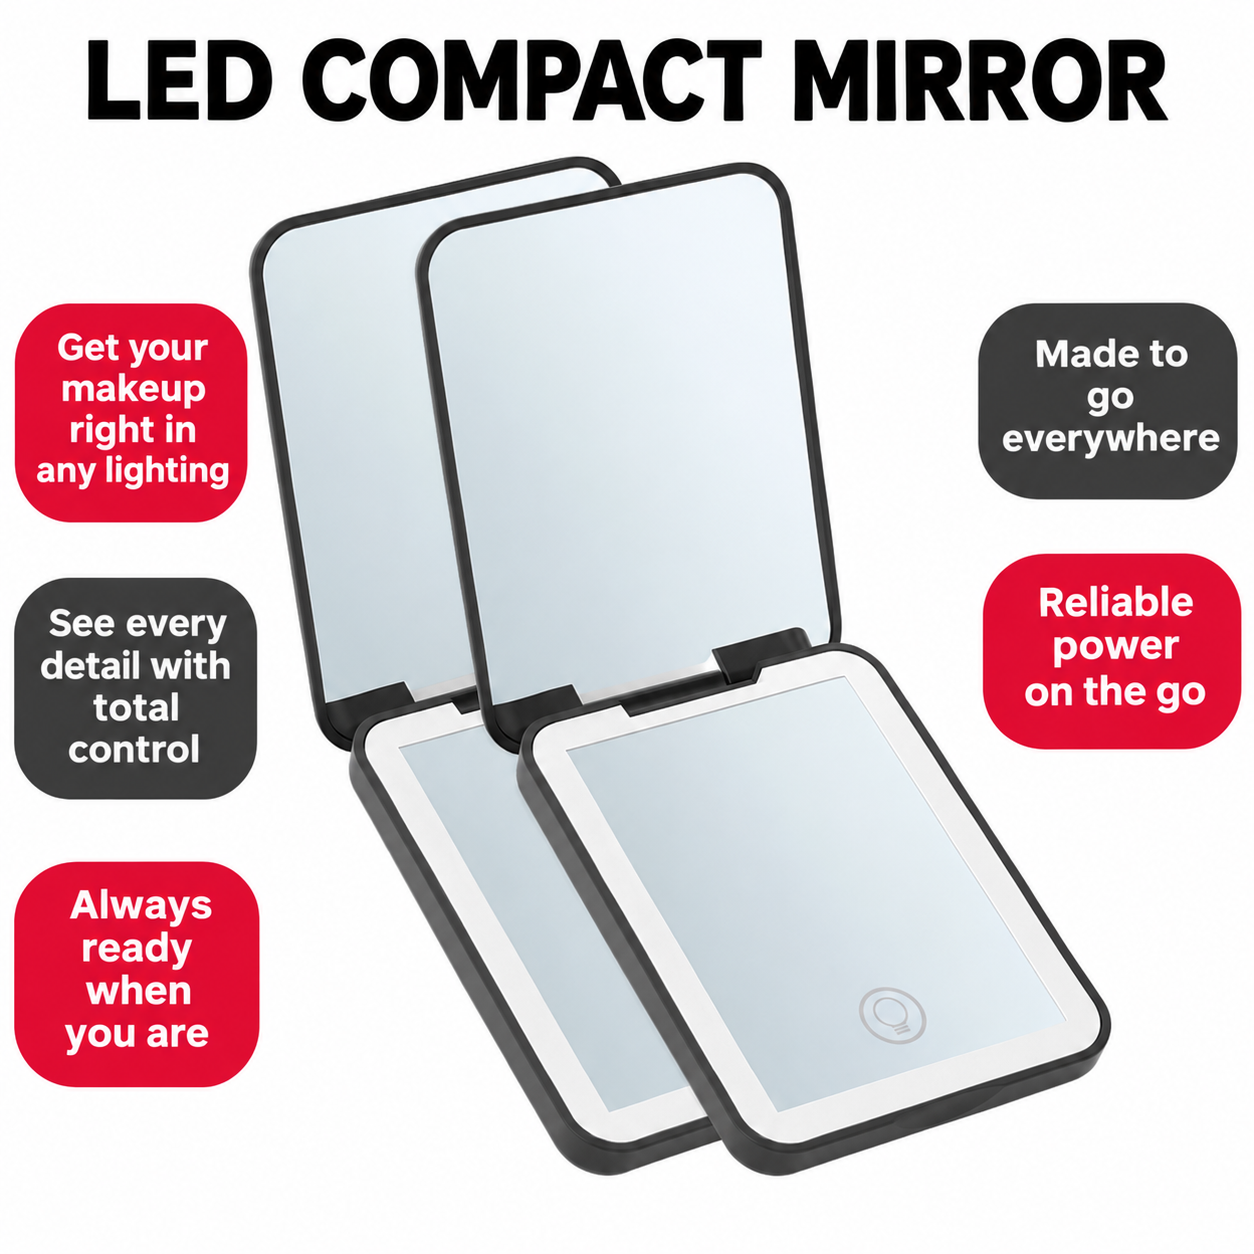 LED COMPACT MIRROR
Get your
makeup
right in
any lighting
See every
detail with
total
control
Always
ready
when
you are
Made to
go
everywhere
Reliable
power
on the go